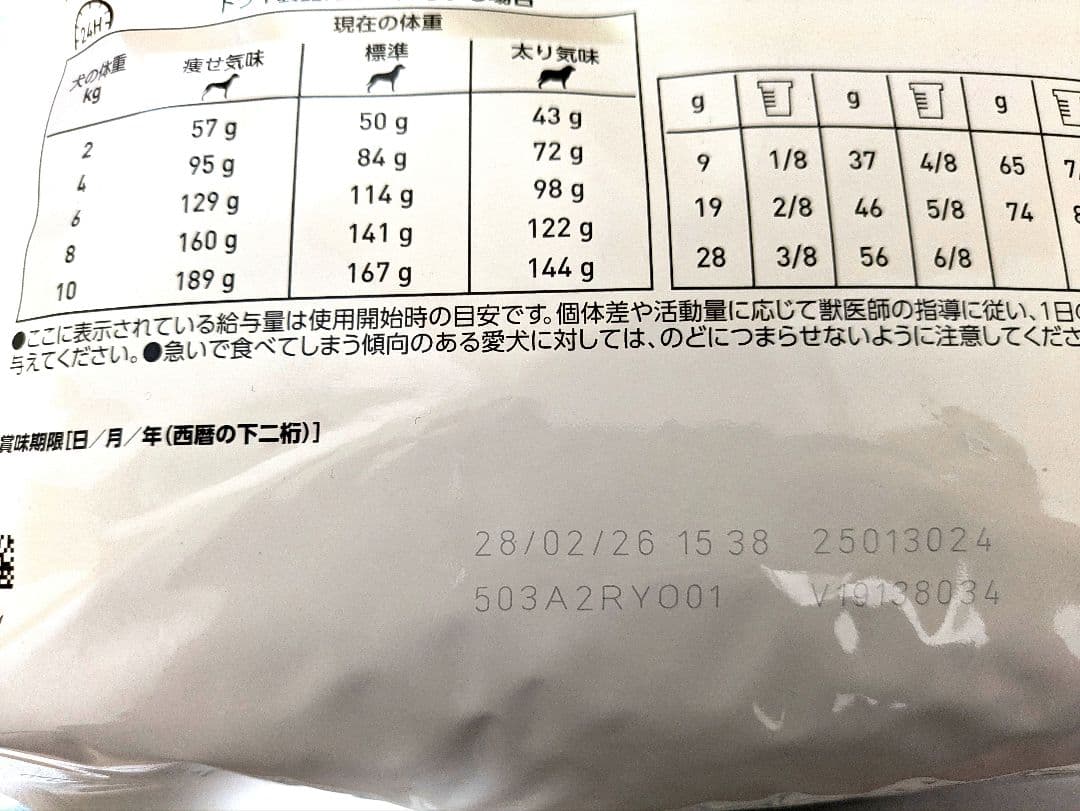 24H
現在の体重
犬の体重 kg 痩せ気味 標準 太り気味
2 57 g 50 g 43 g
4 95 g 84 g 72 g
6 129 g 114 g 98 g
8 160 g 141 g 122 g
10 189 g 167 g 144 g
g g g
9 1/8 37 4/8 65
19 2/8 46 5/8 74
28 3/8 56 6/8
●ここに表示されている給与量は使用開始時の目安です。個体差や活動量に応じて獣医師の指導に従い、1日
与えてください。●急いで食べてしまう傾向のある愛犬に対しては、のどにつまらせないように注意してくださ
賞味期限[日/月/年(西暦の下二桁)]
28/02/26 15 38 25013024
503A2RYO01 V19138034